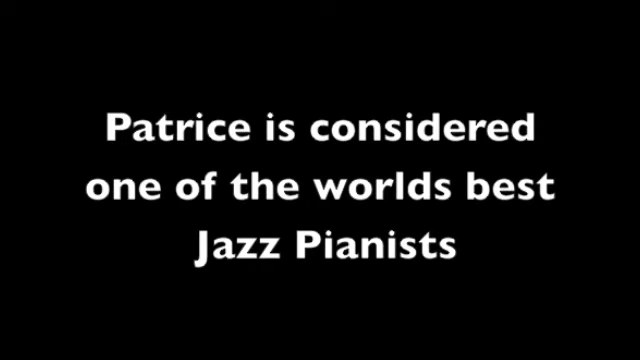 Patrice is considered
one of the worlds best
Jazz Pianists